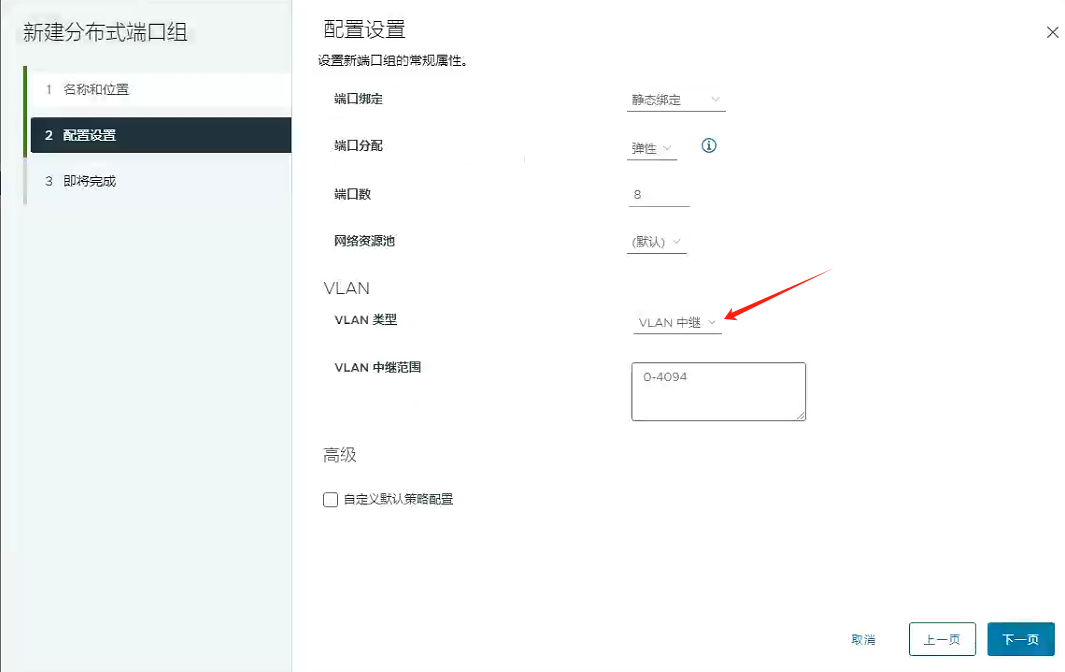 新建分布式端口组
1 名称和位置
2 配置设置
3 即将完成
配置设置
设置新端口组的常规属性。
端口绑定 静态绑定
端口分配 弹性
端口数 8
网络资源池 (默认)
VLAN
VLAN 类型 VLAN 中继
VLAN 中继范围 0-4094
高级
自定义默认策略配置
取消 上一页 下一页